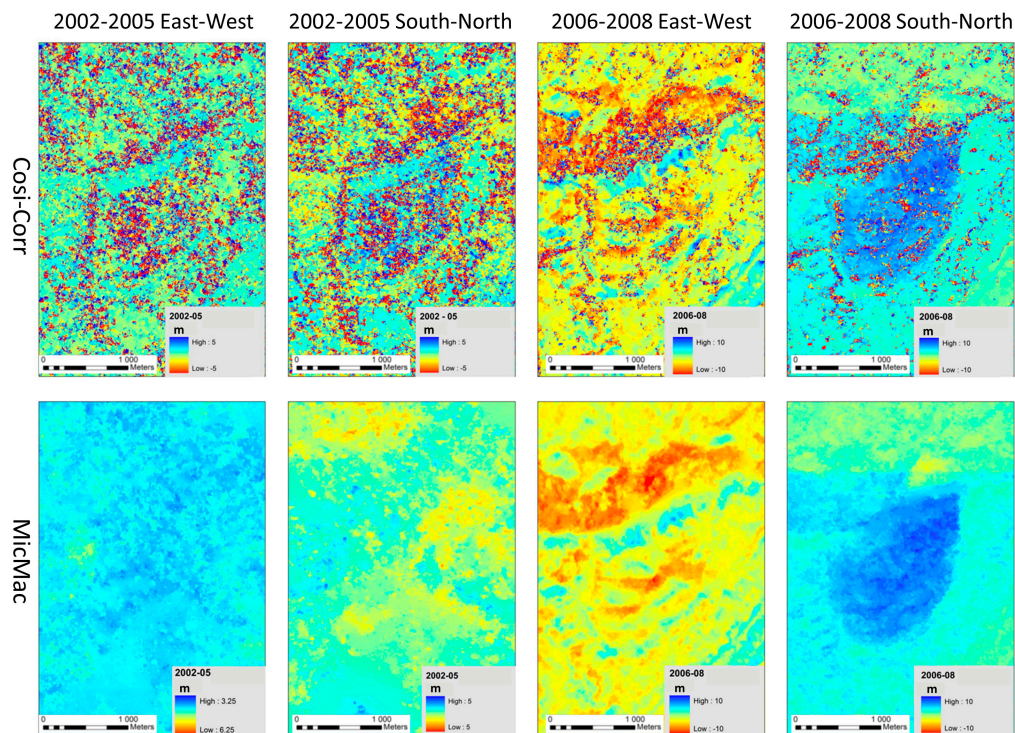 2002-2005 East-West
2002-2005 South-North
2006-2008 East-West
2006-2008 South-North
Cosi-Corr
2002-05
m
High : 5
Low : -5
0
1 000
Meters
2002 - 05
m
High : 5
Low : -5
0
1 000
Meters
2006-08
m
High : 10
Low : -10
0
1 000
Meters
2006-08
m
High : 10
Low : -10
0
1 000
Meters
MicMac
2002-05
m
High : 3.25
Low : 6.25
0
1 000
Meters
2002-05
m
High : 5
Low : 5
0
1 000
Meters
2006-08
m
High : 10
Low : -10
0
1 000
Meters
2006-08
m
High : 10
Low : -10
0
1 000
Meters